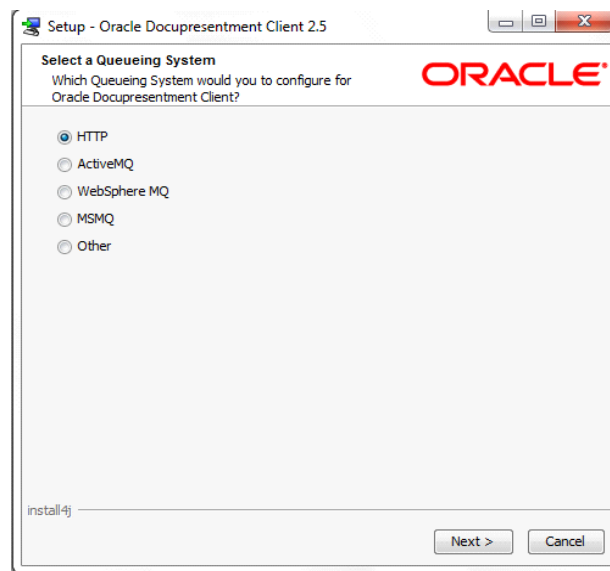 Setup - Oracle Docupresentment Client 2.5
Select a Queueing System
Which Queueing System would you to configure for
Oracle Docupresentment Client?
ORACLE
HTTP
ActiveMQ
WebSphere MQ
MSMQ
Other
install4j
Next >
Cancel